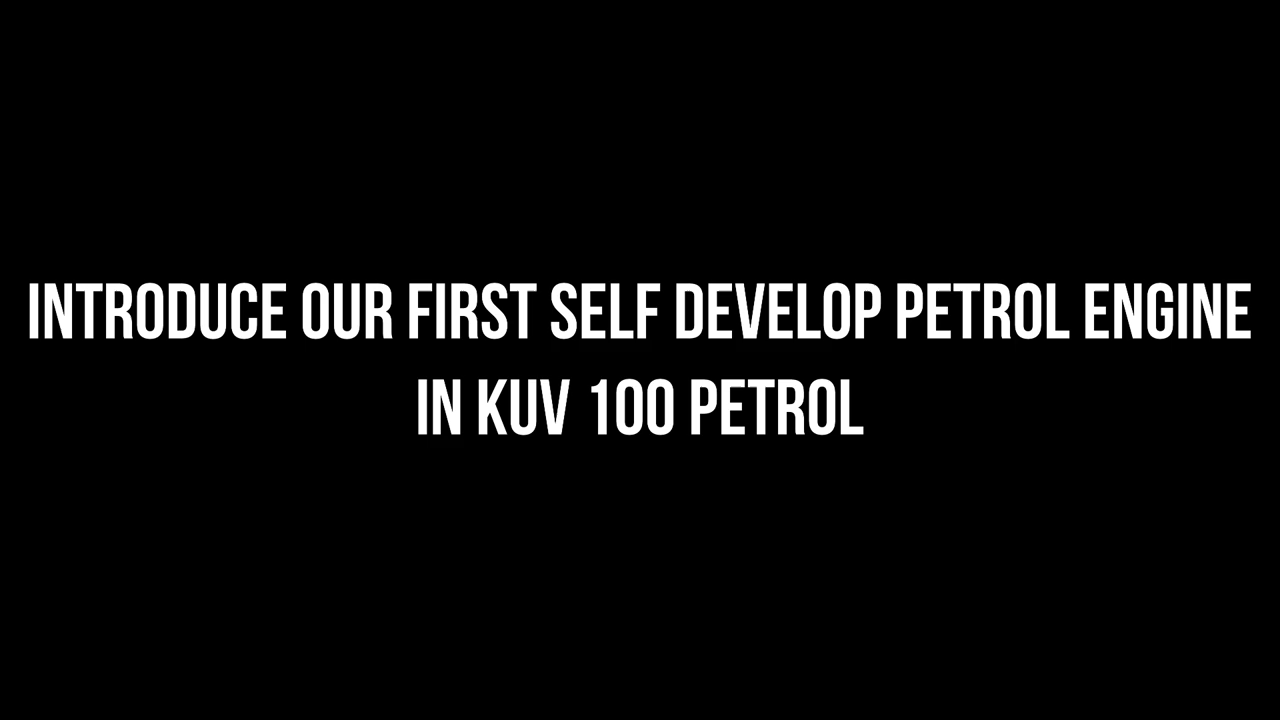 INTRODUCE OUR FIRST SELF DEVELOP PETROL ENGINE
IN KUV 100 PETROL